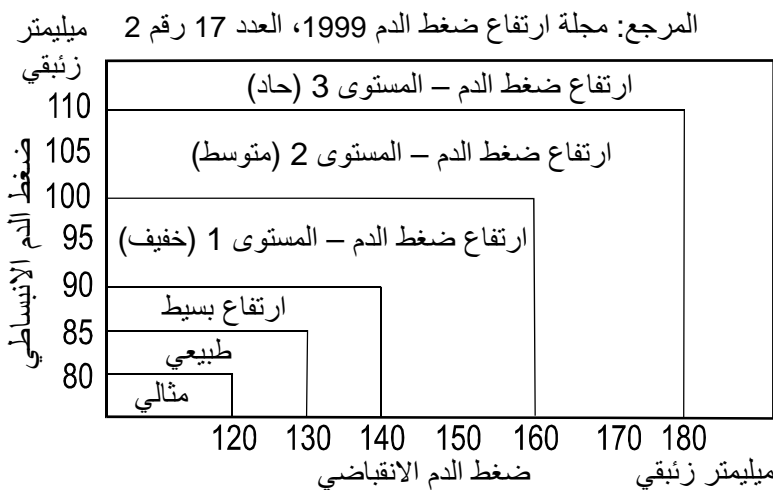 المرجع: مجلة ارتفاع ضغط الدم 1999، العدد 17 رقم 2
ميليمتر
زئبقي
ارتفاع ضغط الدم – المستوى 3 (حاد)
110
ارتفاع ضغط الدم – المستوى 2 (متوسط)
105
100
ارتفاع ضغط الدم – المستوى 1 (خفيف)
95
90
ارتفاع بسيط
85
طبيعي
80
مثالي
ضغط الدم الانبساطي
120 130 140 150 160 170 180
ضغط الدم الانقباضي
ميليمتر زئبقي